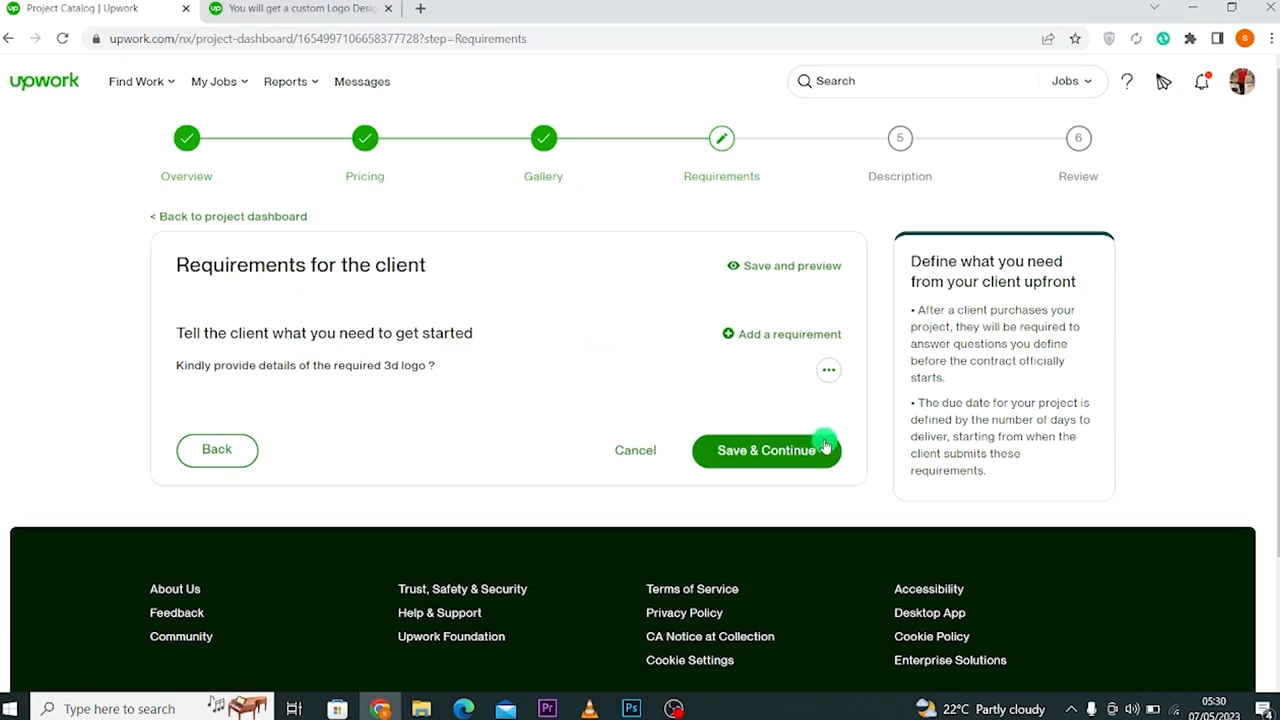 Project Catalog | Upwork
You will get a custom Logo Desig
upwork.com/nx/project-dashboard/1654997106658377728?step=Requirements
S
upwork
Find Work
My Jobs
Reports
Messages
Search
Jobs
?
5
6
Overview
Pricing
Gallery
Requirements
Description
Review
< Back to project dashboard
Requirements for the client
Save and preview
Tell the client what you need to get started
Add a requirement
Kindly provide details of the required 3d logo ?
Back
Cancel
Save & Continue
Define what you need
from your client upfront
• After a client purchases your
project, they will be required to
answer questions you define
before the contract officially
starts.
• The due date for your project is
defined by the number of days to
deliver, starting from when the
client submits these
requirements.
About Us
Trust, Safety & Security
Terms of Service
Accessibility
Feedback
Help & Support
Privacy Policy
Desktop App
Community
Upwork Foundation
CA Notice at Collection
Cookie Policy
Cookie Settings
Enterprise Solutions
Type here to search
Pr
Ps
22°C Partly cloudy
05:30
07/05/2023